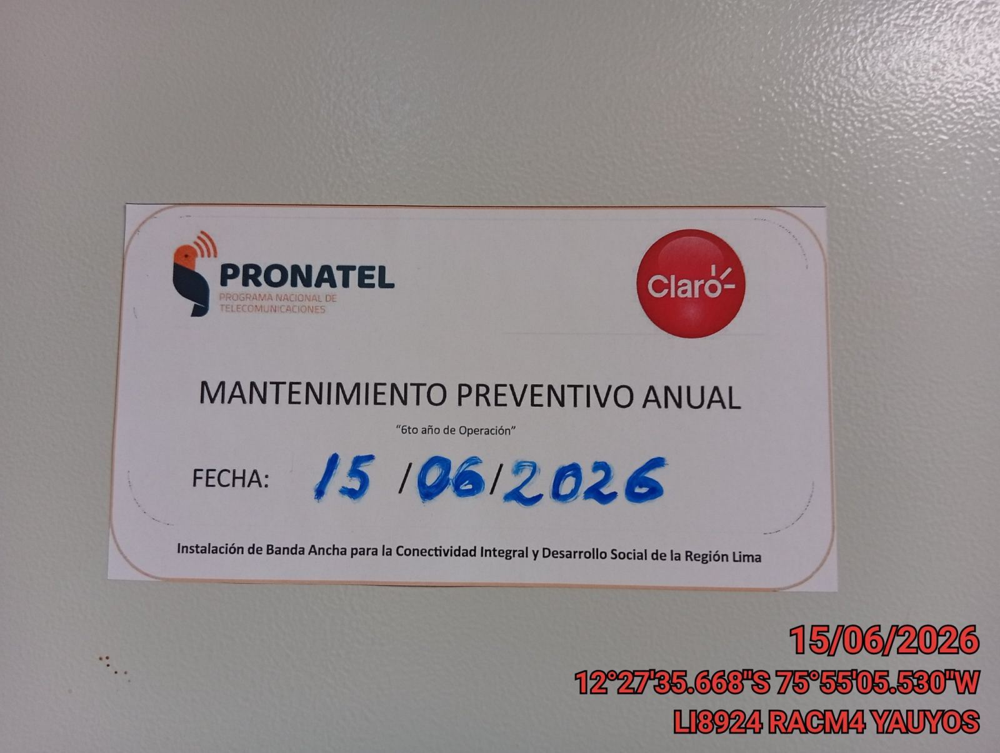 PRONATEL
PROGRAMA NACIONAL DE
TELECOMUNICACIONES
Claro
MANTENIMIENTO PREVENTIVO ANUAL
“6to año de Operación”
FECHA: 15/06/2026
Instalación de Banda Ancha para la Conectividad Integral y Desarrollo Social de la Región Lima
15/06/2026
12°27'35.668"S 75°55'05.530"W
LI8924 RACM4 YAUYOS